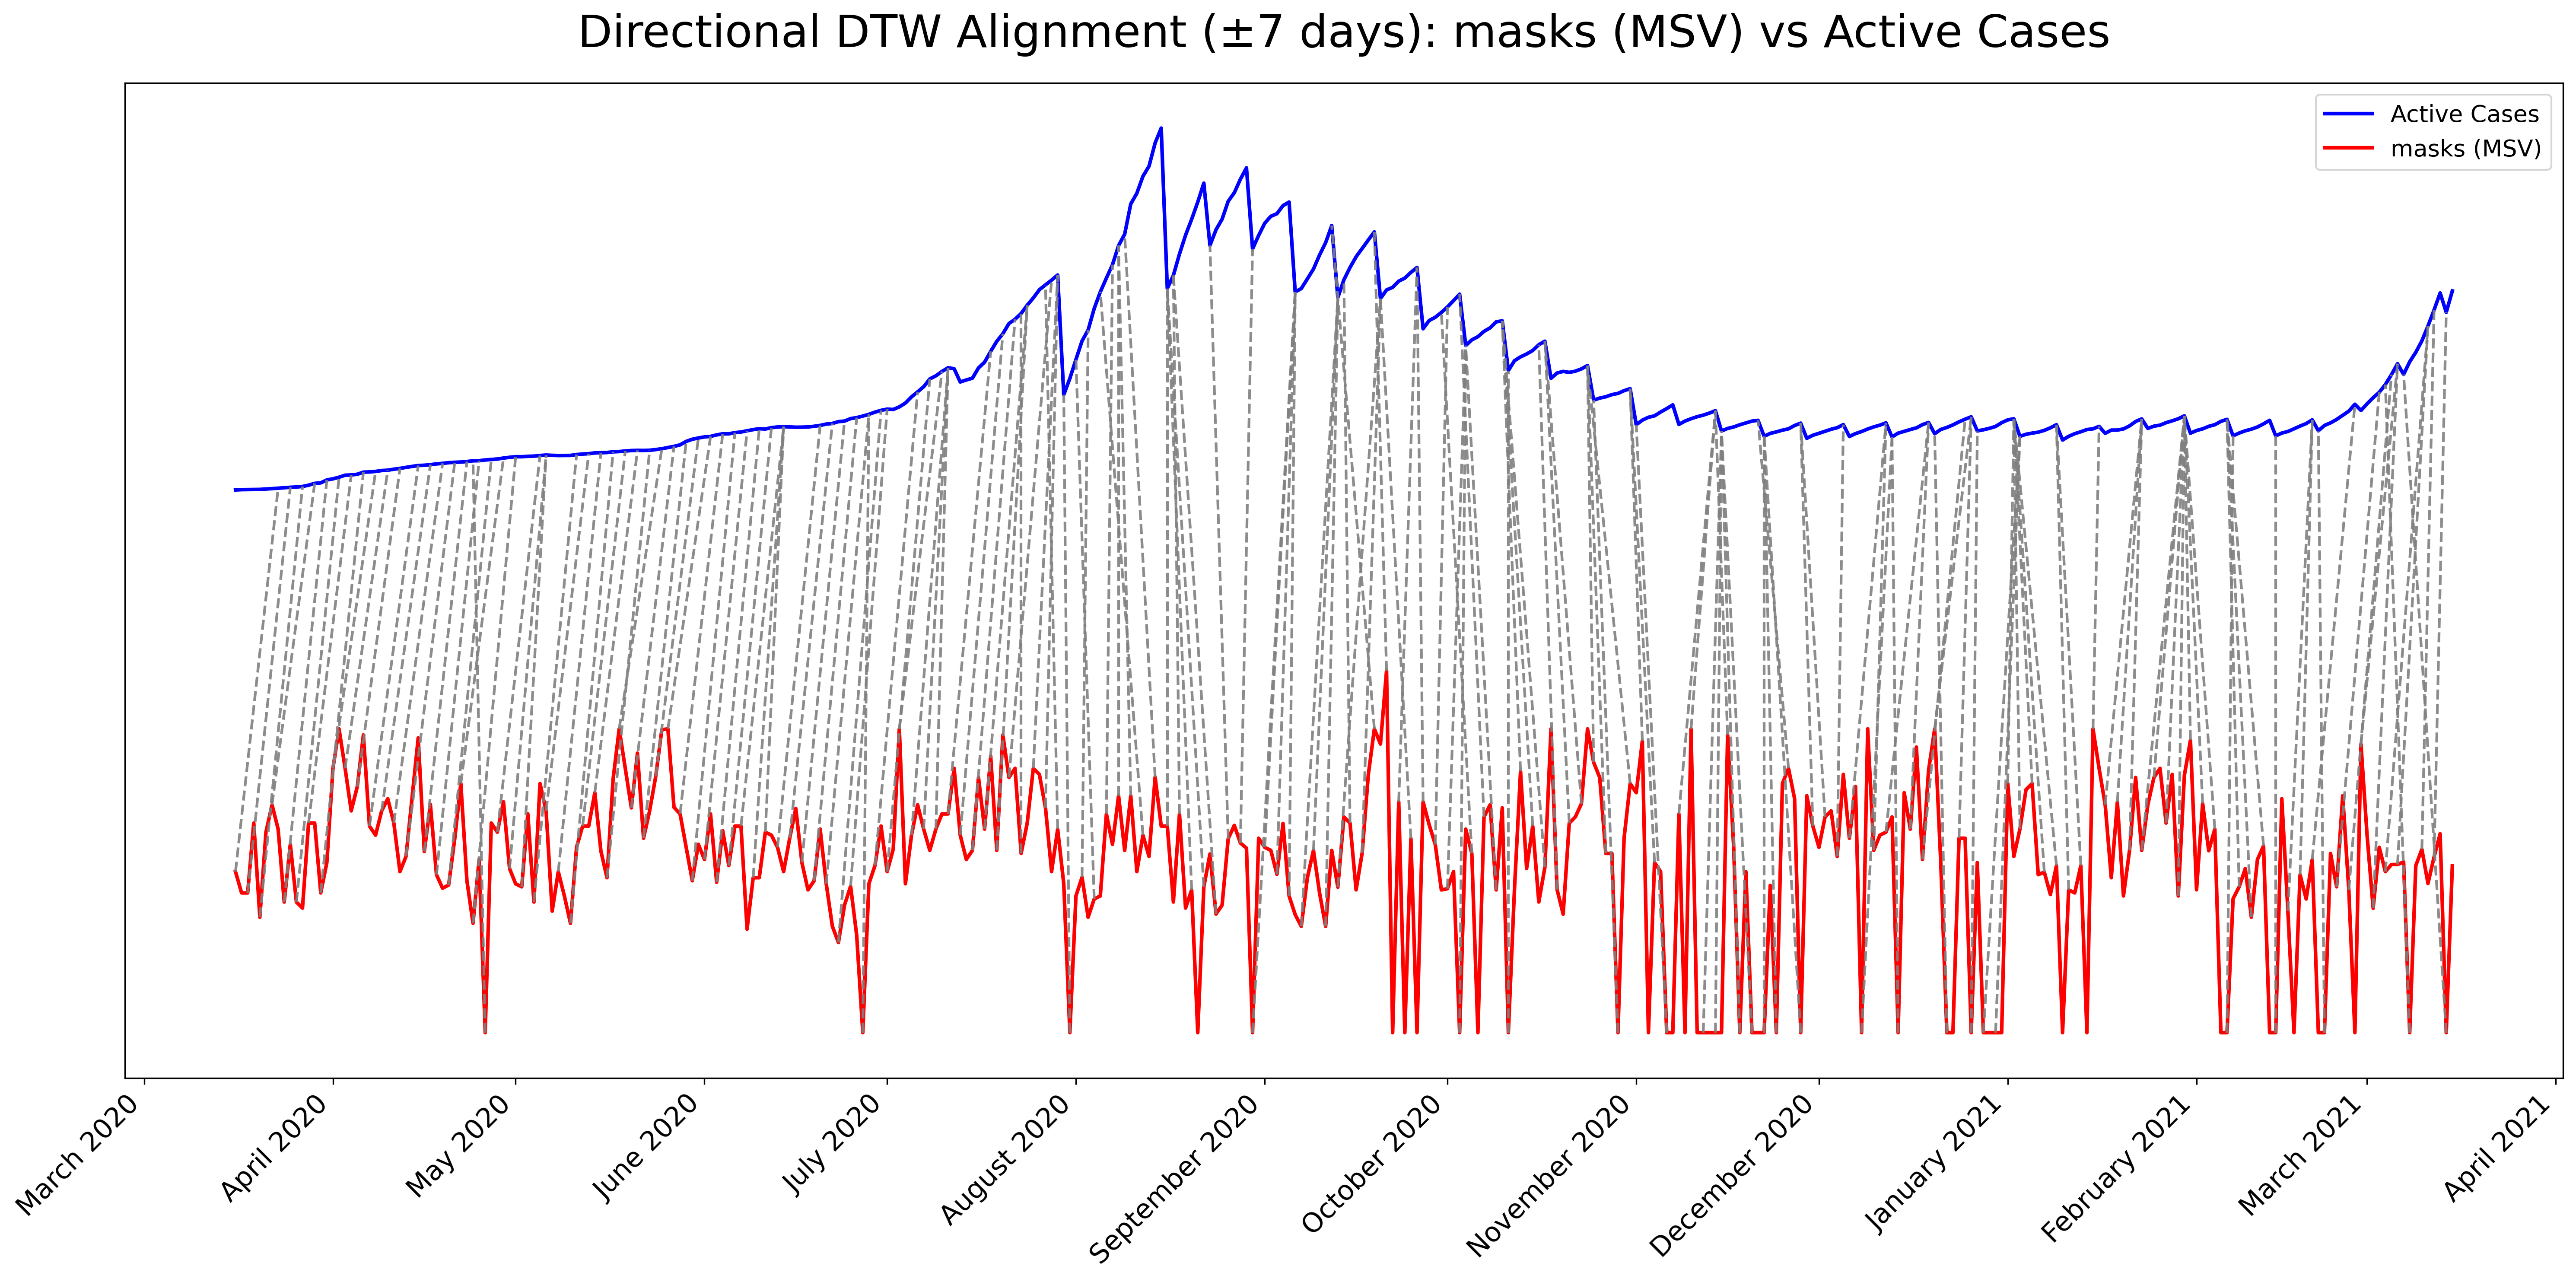 Directional DTW Alignment (±7 days): masks (MSV) vs Active Cases
Active Cases
masks (MSV)
March 2020
April 2020
May 2020
June 2020
July 2020
August 2020
September 2020
October 2020
November 2020
December 2020
January 2021
February 2021
March 2021
April 2021